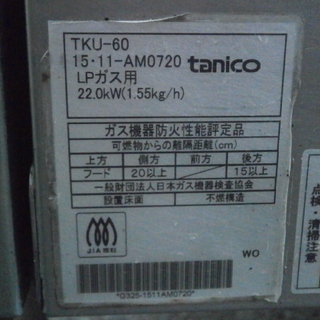 TKU-60
15・11-AM0720 tanico
LPガス用
22.0kW(1.55kg/h)
ガス機器防火性能評定品
可燃物からの離隔距離(cm)
上方 側方 前方 後方
フード 20以上 15以上
一般財団法人日本ガス機器検査協会
設置床面 不燃構造
JIA
WO
*G325-1511AM0720*
点検・清掃
注意